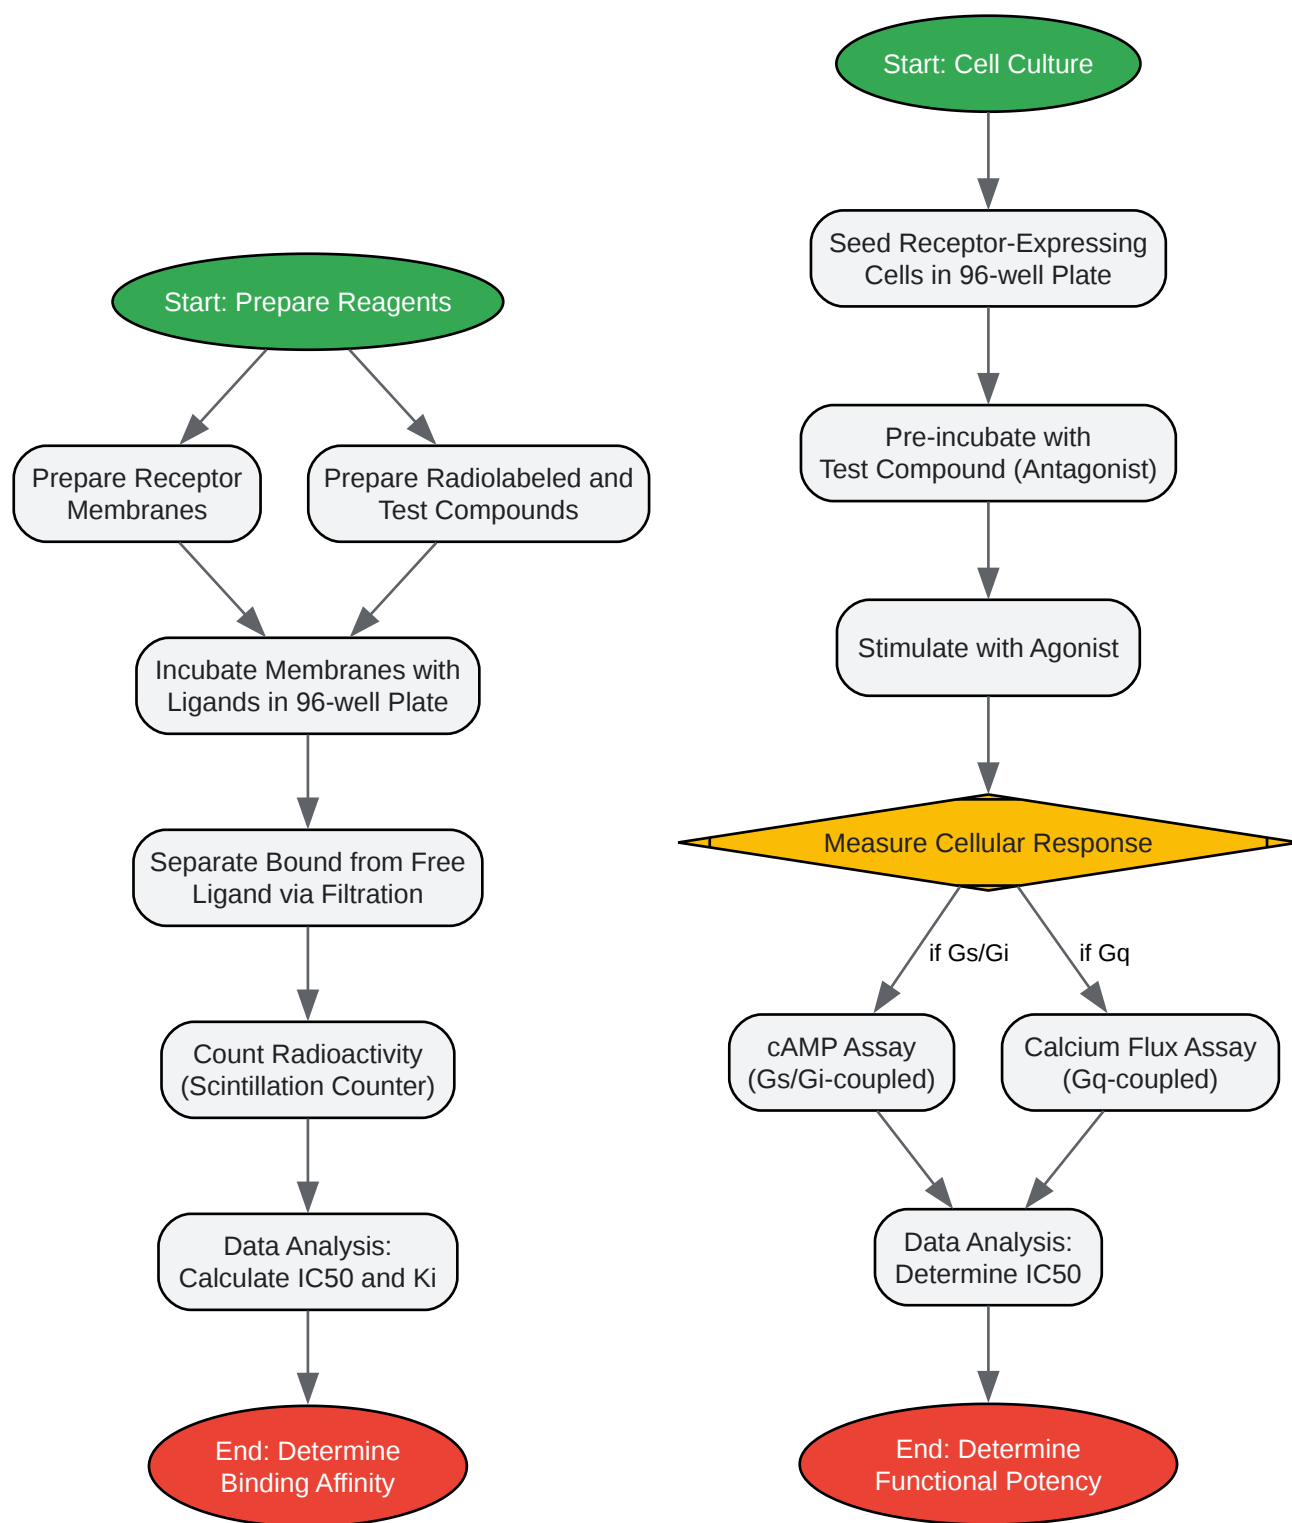 Start: Prepare Reagents
Prepare Receptor
Membranes
Prepare Radiolabeled and
Test Compounds
Incubate Membranes with
Ligands in 96-well Plate
Separate Bound from Free
Ligand via Filtration
Count Radioactivity
(Scintillation Counter)
Data Analysis:
Calculate IC50 and Ki
End: Determine
Binding Affinity
Start: Cell Culture
Seed Receptor-Expressing
Cells in 96-well Plate
Pre-incubate with
Test Compound (Antagonist)
Stimulate with Agonist
Measure Cellular Response
if Gs/Gi
if Gq
cAMP Assay
(Gs/Gi-coupled)
Calcium Flux Assay
(Gq-coupled)
Data Analysis:
Determine IC50
End: Determine
Functional Potency